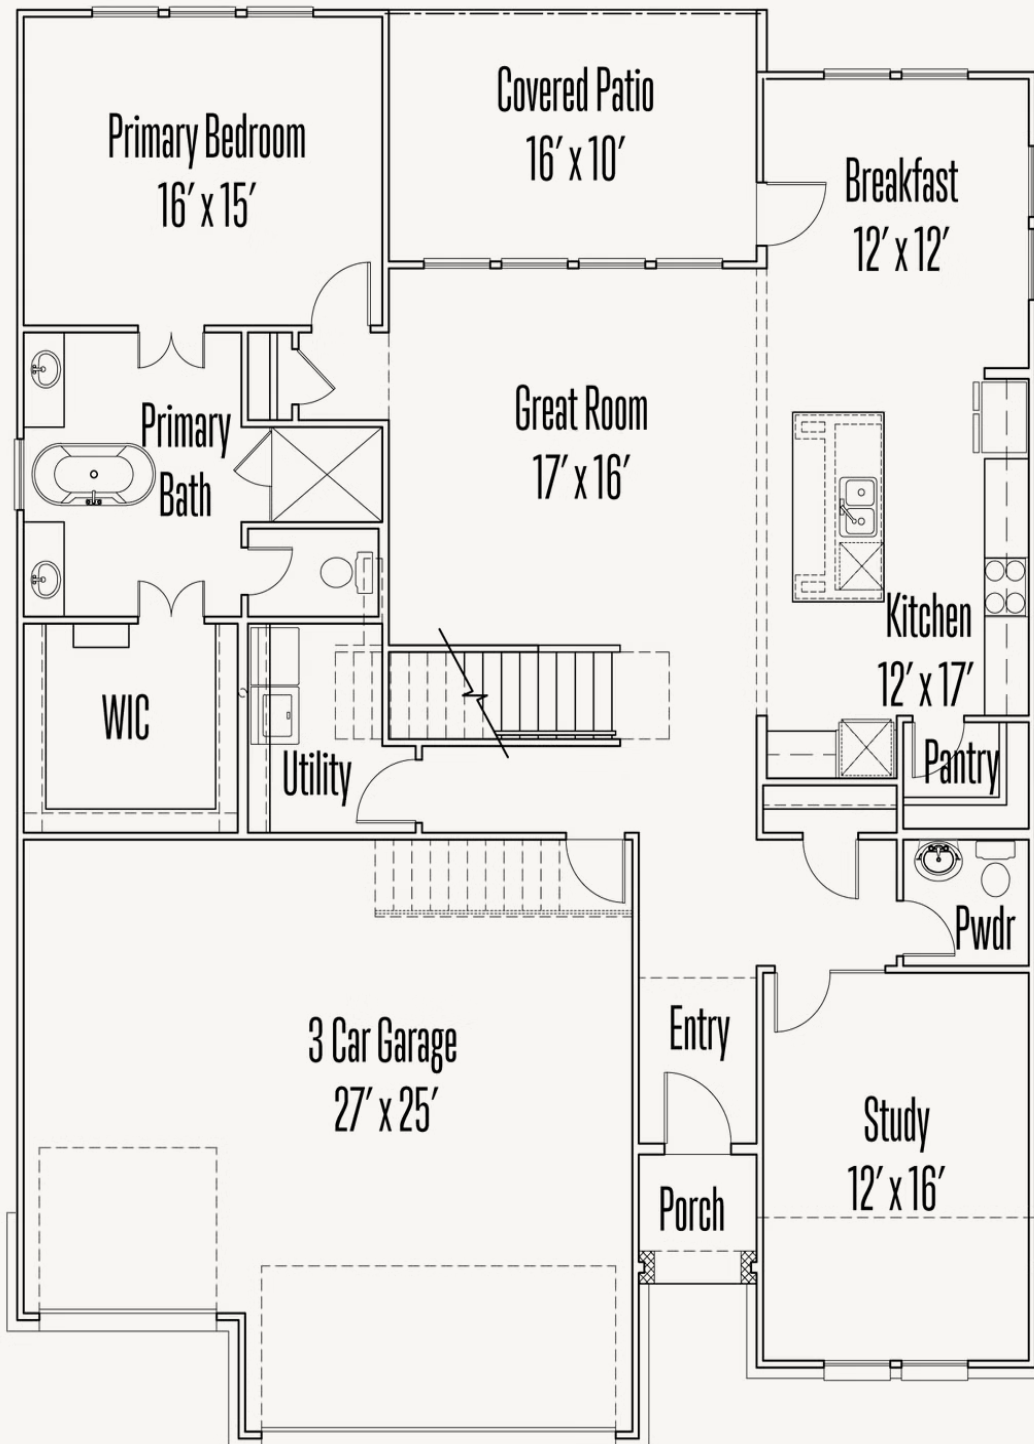 Covered Patio
16′ x 10′
Primary Bedroom
16′ x 15′
Breakfast
12′ x 12′
Great Room
17′ x 16′
Primary
Bath
Kitchen
12′ x 17′
WIC
Utility
Pantry
Pwdr
3 Car Garage
27′ x 25′
Entry
Study
12′ x 16′
Porch